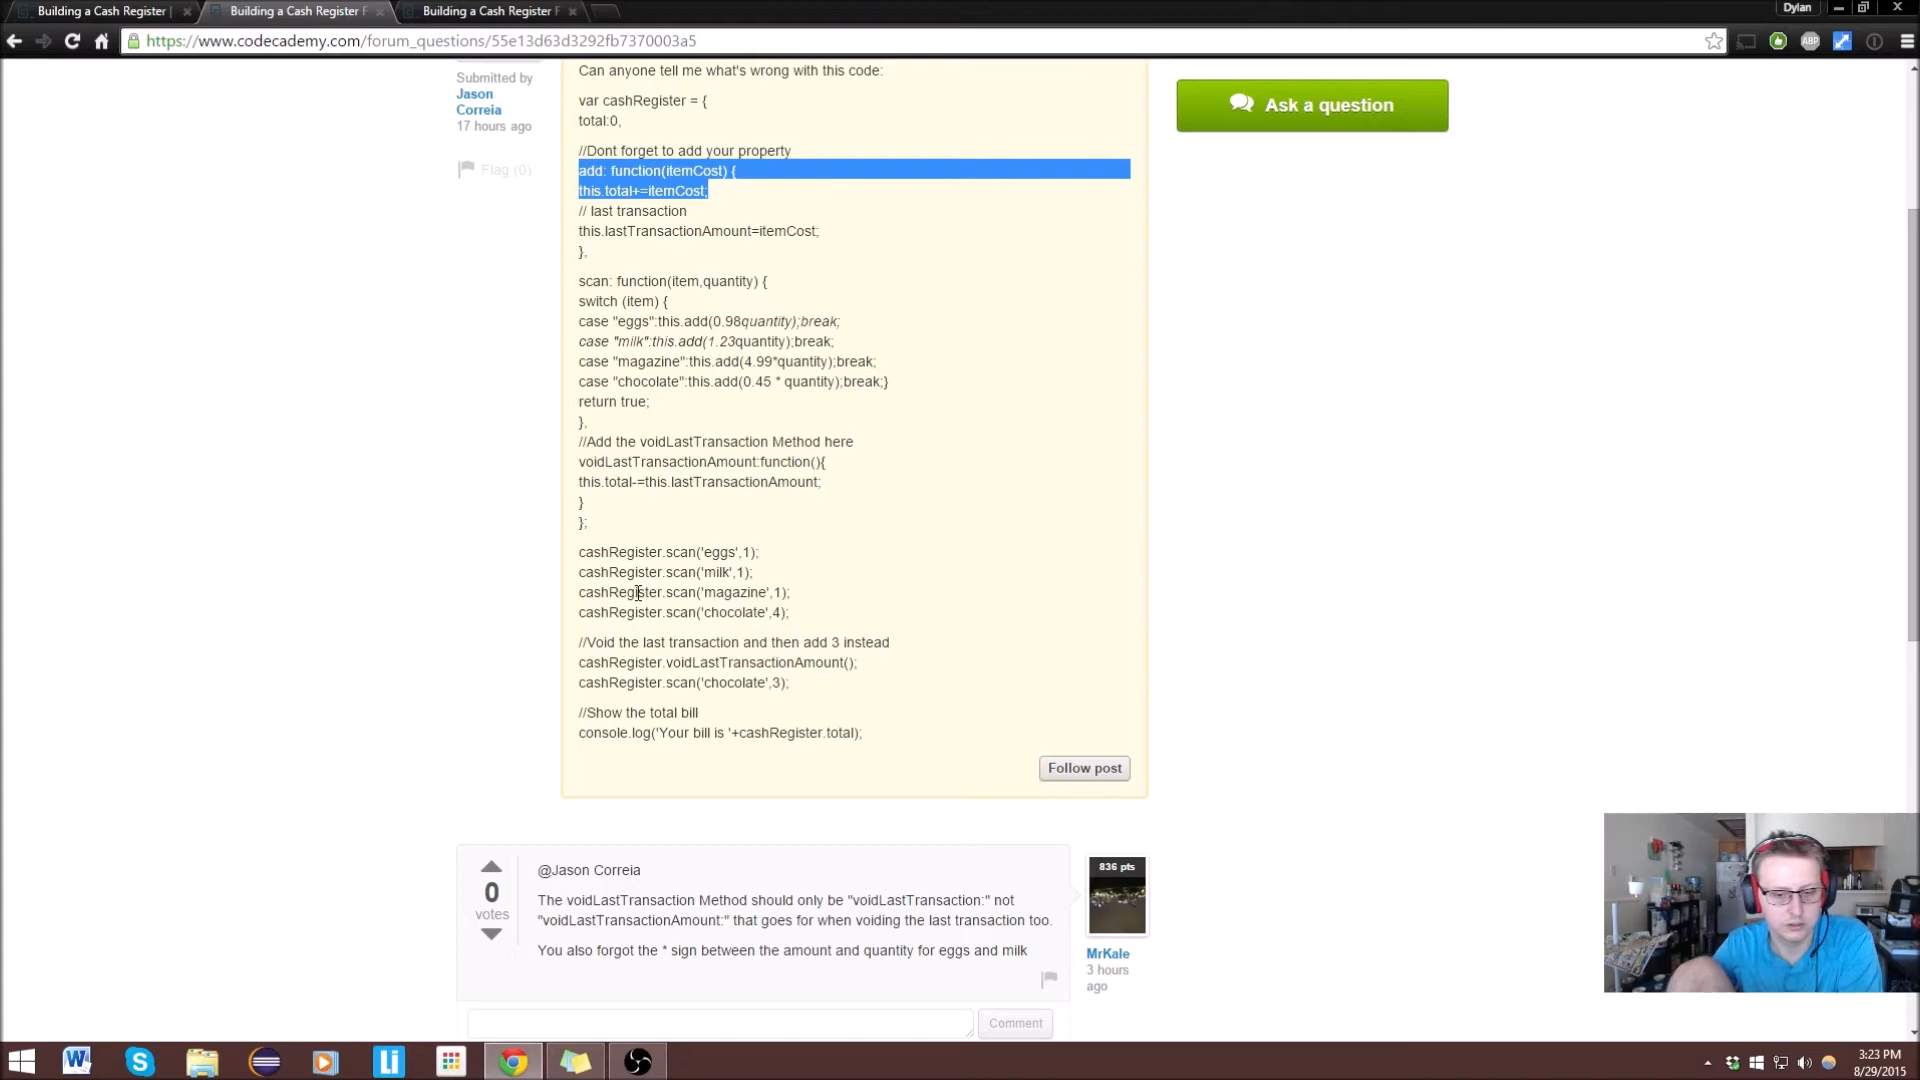 Building a Cash Register |
Building a Cash Register F
Building a Cash Register F
Dylan
https://www.codecademy.com/forum_questions/55e13d63d3292fb7370003a5
ABP
Submitted by
Jason
Correia
17 hours ago
Flag (0)
Can anyone tell me what's wrong with this code:
var cashRegister = {
total:0,
//Dont forget to add your property
add: function(itemCost) {
this.total+=itemCost;
// last transaction
this.lastTransactionAmount=itemCost;
},
scan: function(item,quantity) {
switch (item) {
case "eggs":this.add(0.98quantity);break;
case "milk":this.add(1.23quantity);break;
case "magazine":this.add(4.99*quantity);break;
case "chocolate":this.add(0.45 * quantity);break;}
return true;
},
//Add the voidLastTransaction Method here
voidLastTransactionAmount:function(){
this.total-=this.lastTransactionAmount;
}
};
cashRegister.scan('eggs',1);
cashRegister.scan('milk',1);
cashRegister.scan('magazine',1);
cashRegister.scan('chocolate',4);
//Void the last transaction and then add 3 instead
cashRegister.voidLastTransactionAmount();
cashRegister.scan('chocolate',3);
//Show the total bill
console.log('Your bill is '+cashRegister.total);
Follow post
Ask a question
0
votes
@Jason Correia
The voidLastTransaction Method should only be "voidLastTransaction:" not
"voidLastTransactionAmount:" that goes for when voiding the last transaction too.
You also forgot the * sign between the amount and quantity for eggs and milk
836 pts
MrKale
3 hours
ago
Comment
3:23 PM
8/29/2015